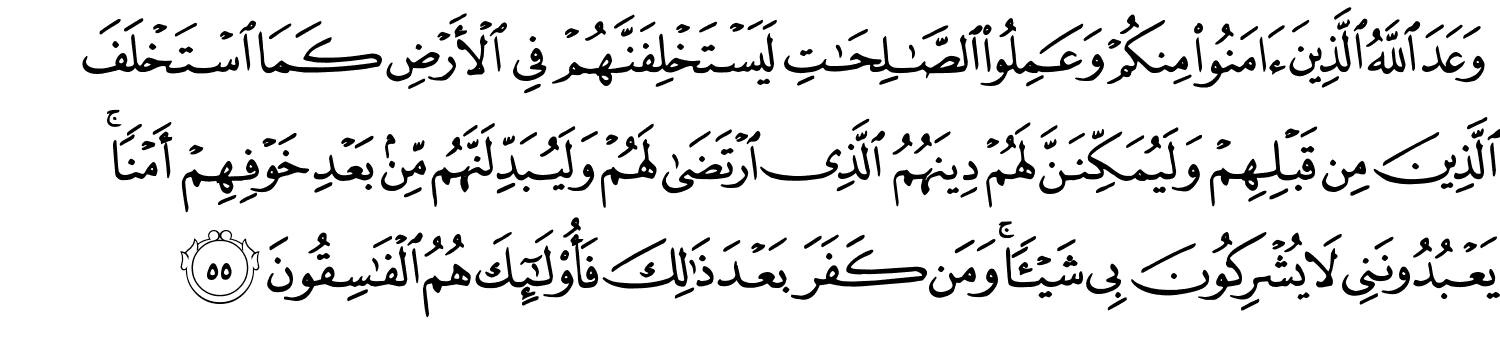 وَعَدَ ٱللَّهُ ٱلَّذِينَ ءَامَنُوا۟ مِنكُمْ وَعَمِلُوا۟ ٱلصَّـٰلِحَـٰتِ لَيَسْتَخْلِفَنَّهُمْ فِى ٱلْأَرْضِ كَمَا ٱسْتَخْلَفَ
ٱلَّذِينَ مِن قَبْلِهِمْ وَلَيُمَكِّنَنَّ لَهُمْ دِينَهُمُ ٱلَّذِى ٱرْتَضَىٰ لَهُمْ وَلَيُبَدِّلَنَّهُم مِّنۢ بَعْدِ خَوْفِهِمْ أَمْنًا ۚ
يَعْبُدُونَنِى لَا يُشْرِكُونَ بِى شَيْـًٔا ۚ وَمَن كَفَرَ بَعْدَ ذَٰلِكَ فَأُو۟لَـٰٓئِكَ هُمُ ٱلْفَـٰسِقُونَ ٥٥